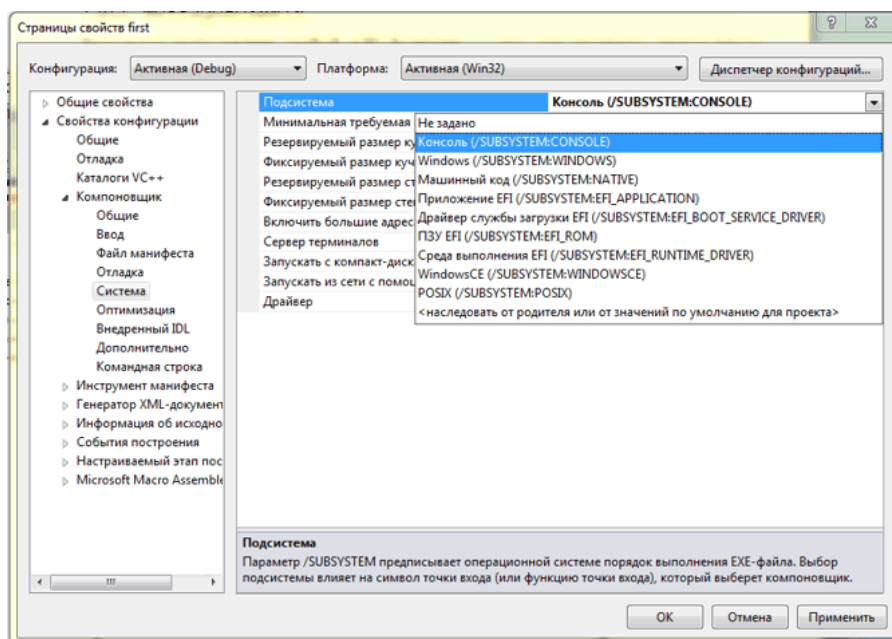 Страницы свойств first
Конфигурация: Активная (Debug) Платформа: Активная (Win32) Диспетчер конфигураций...
Общие свойства
Свойства конфигурации
Общие
Отладка
Каталоги VC++
Компоновщик
Общие
Ввод
Файл манифеста
Отладка
Система
Оптимизация
Внедренный IDL
Дополнительно
Командная строка
Инструмент манифеста
Генератор XML-документ
Информация об исходно
События построения
Настраиваемый этап пос
Microsoft Macro Assemble
Подсистема Консоль (/SUBSYSTEM:CONSOLE)
Минимальная требуемая
Резервируемый размер ку
Фиксируемый размер куч
Резервируемый размер ст
Фиксируемый размер стек
Включить большие адрес
Сервер терминалов
Запускать с компакт-диск
Запускать из сети с помощ
Драйвер
Не задано
Консоль (/SUBSYSTEM:CONSOLE)
Windows (/SUBSYSTEM:WINDOWS)
Машинный код (/SUBSYSTEM:NATIVE)
Приложение EFI (/SUBSYSTEM:EFI_APPLICATION)
Драйвер службы загрузки EFI (/SUBSYSTEM:EFI_BOOT_SERVICE_DRIVER)
ПЗУ EFI (/SUBSYSTEM:EFI_ROM)
Среда выполнения EFI (/SUBSYSTEM:EFI_RUNTIME_DRIVER)
WindowsCE (/SUBSYSTEM:WINDOWSCE)
POSIX (/SUBSYSTEM:POSIX)
<наследовать от родителя или от значений по умолчанию для проекта>
Подсистема
Параметр /SUBSYSTEM предписывает операционной системе порядок выполнения EXE-файла. Выбор
подсистемы влияет на символ точки входа (или функцию точки входа), который выберет компоновщик.
OK Отмена Применить